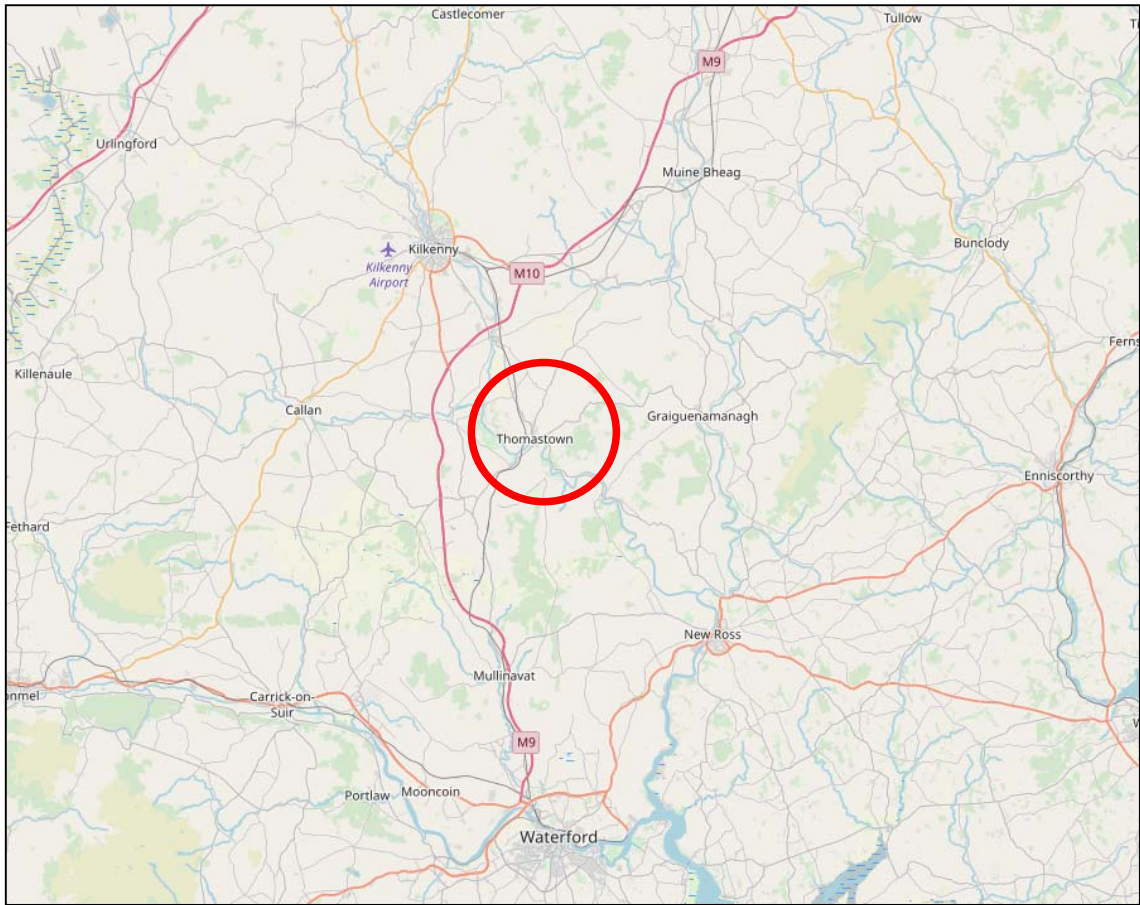 Castlecomer
Tullow
M9
Urlingford
Muine Bheag
Kilkenny
Bunclody
Kilkenny
Airport
M10
Ferns
Killenaule
Callan
Graiguenamanagh
Thomastown
Enniscorthy
Fethard
New Ross
Mullinavat
onmel
Carrick-on-
Suir
M9
Portlaw
Mooncoin
Waterford